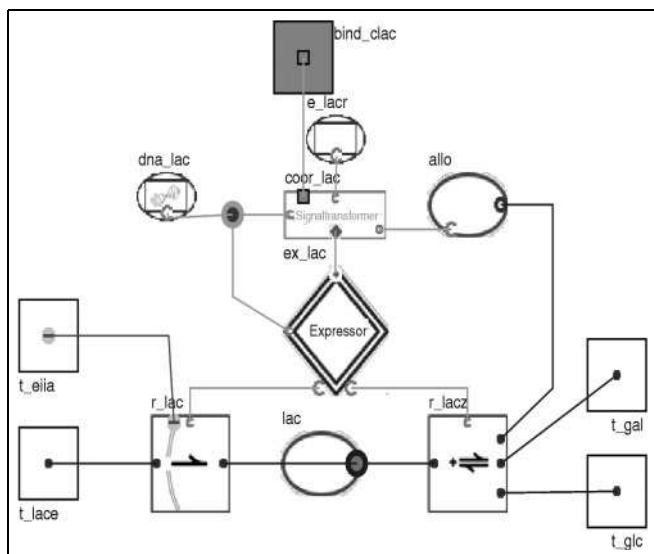 bind_clac
e_lacr
dna_lac
allo
coor_lac
Signaltransformer
ex_lac
Expressor
t_eiia
r_lac
lac
r_lacz
t_gal
t_lace
t_glc